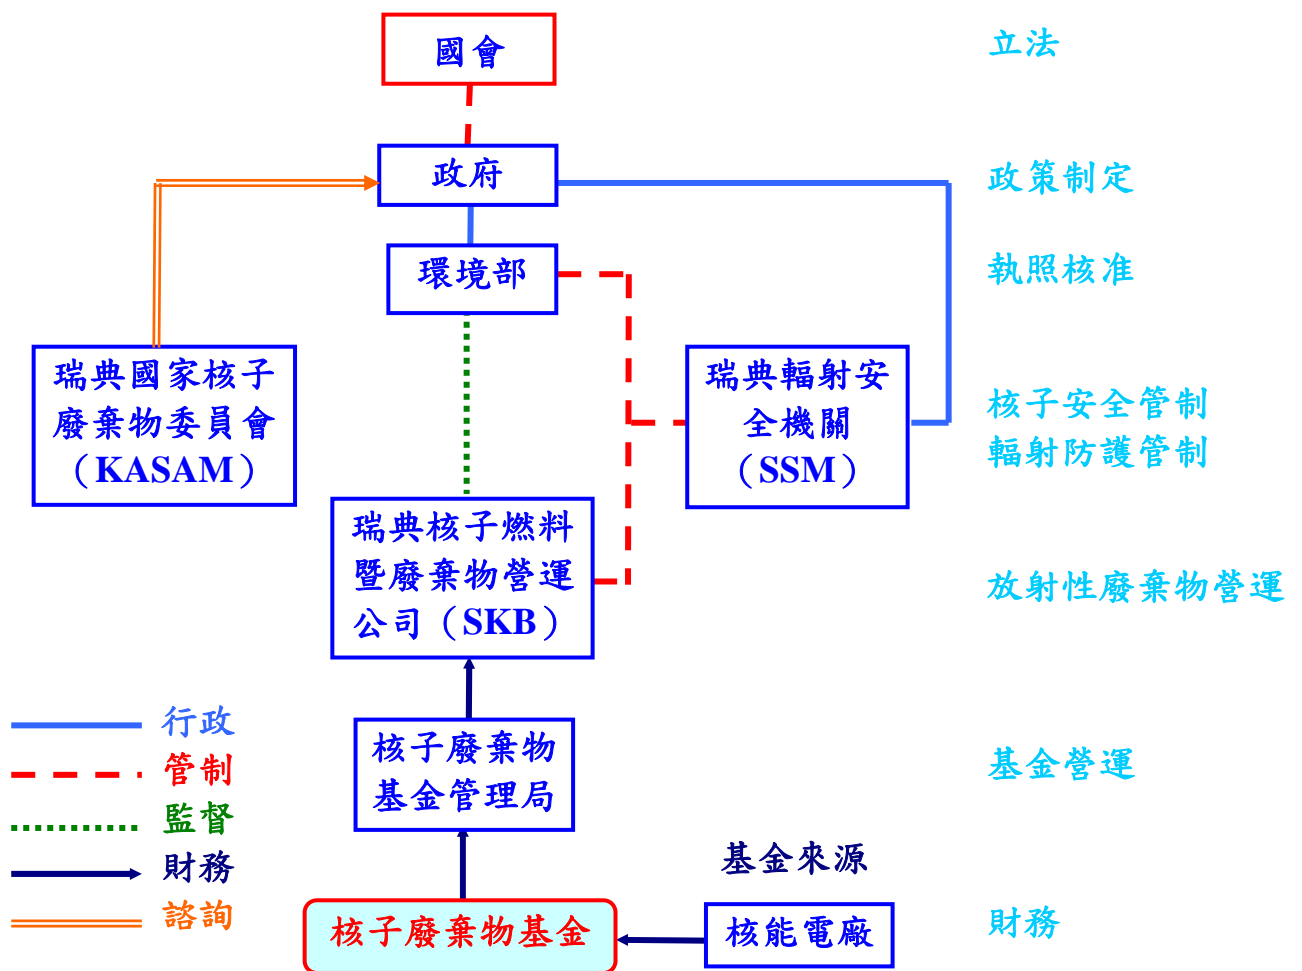 國會
立法
政府
政策制定
環境部
執照核准
瑞典國家核子
廢棄物委員會
（KASAM）
瑞典輻射安
全機關
（SSM）
核子安全管制
輻射防護管制
瑞典核子燃料
暨廢棄物營運
公司（SKB）
放射性廢棄物營運
行政
管制
監督
財務
諮詢
核子廢棄物
基金管理局
基金營運
基金來源
核子廢棄物基金
核能電廠
財務